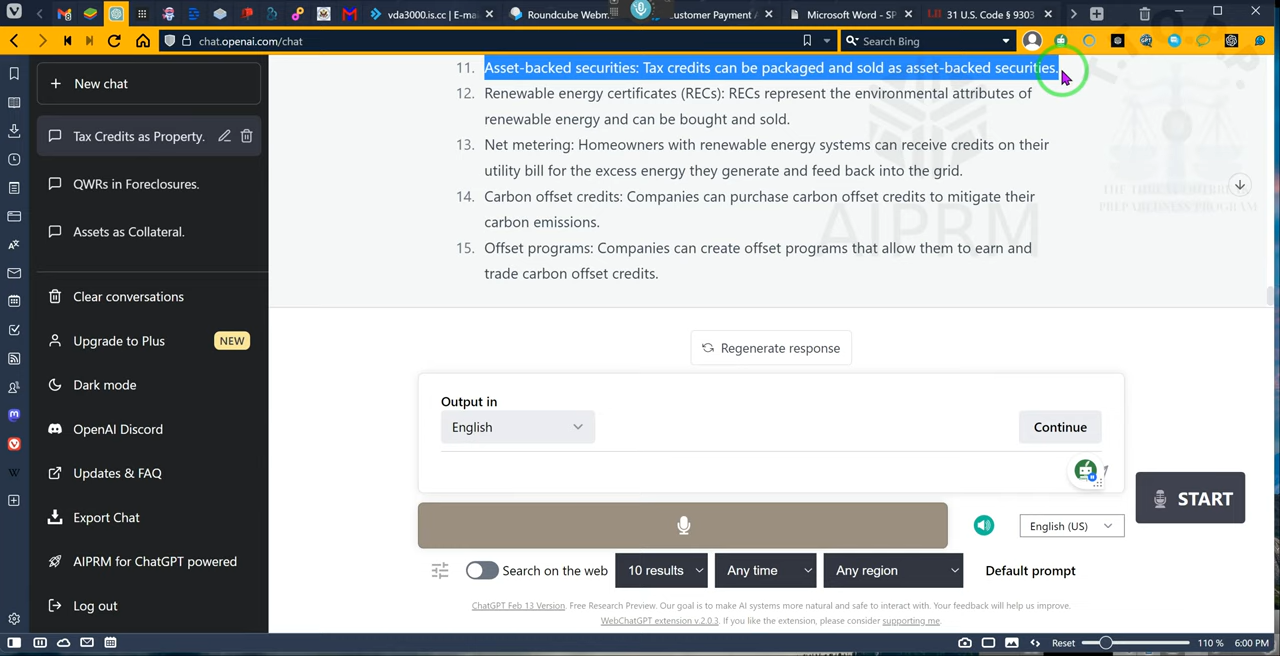 vda3000.is.cc | E-ma
Roundcube Webm
ustomer Payment A
Microsoft Word - SP
31 U.S. Code § 9303
chat.openai.com/chat
Search Bing
New chat
Tax Credits as Property.
QWRs in Foreclosures.
Assets as Collateral.
Clear conversations
Upgrade to Plus
NEW
Dark mode
OpenAI Discord
Updates & FAQ
Export Chat
AIPRM for ChatGPT powered
Log out
11. Asset-backed securities: Tax credits can be packaged and sold as asset-backed securities.
12. Renewable energy certificates (RECs): RECs represent the environmental attributes of
renewable energy and can be bought and sold.
13. Net metering: Homeowners with renewable energy systems can receive credits on their
utility bill for the excess energy they generate and feed back into the grid.
14. Carbon offset credits: Companies can purchase carbon offset credits to mitigate their
carbon emissions.
15. Offset programs: Companies can create offset programs that allow them to earn and
trade carbon offset credits.
AIPRM
PREPAREDNESS PROGRAM
Regenerate response
Output in
English
Continue
START
English (US)
Search on the web
10 results
Any time
Any region
Default prompt
ChatGPT Feb 13 Version. Free Research Preview. Our goal is to make AI systems more natural and safe to interact with. Your feedback will help us improve.
WebChatGPT extension v.2.0.3. If you like the extension, please consider supporting me.
Reset
110 %
6:00 PM